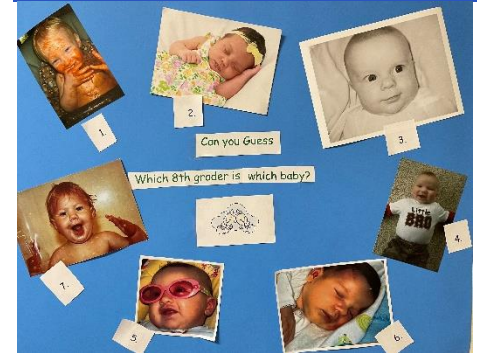 1.
2.
3.
Can you Guess
Which 8th grader is which baby?
Little
BRO
4.
7.
5.
6.